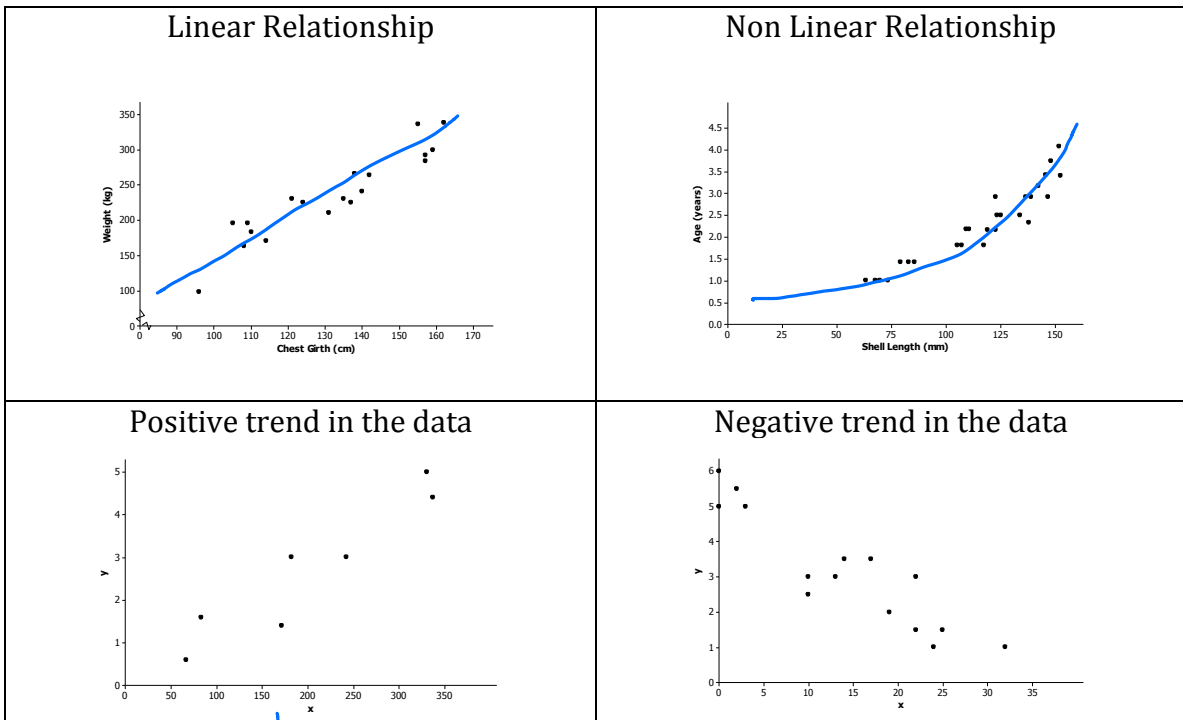 Linear Relationship
350
300
250
200
150
100
0
Weight (kg)
0 90 100 110 120 130 140 150 160 170
Chest Girth (cm)
Non Linear Relationship
4.5
4.0
3.5
3.0
2.5
2.0
1.5
1.0
0.5
0.0
Age (years)
0 25 50 75 100 125 150
Shell Length (mm)
Positive trend in the data
5
4
3
2
1
0
y
0 50 100 150 200 250 300 350
x
Negative trend in the data
6
5
4
3
2
1
0
y
0 5 10 15 20 25 30 35
x